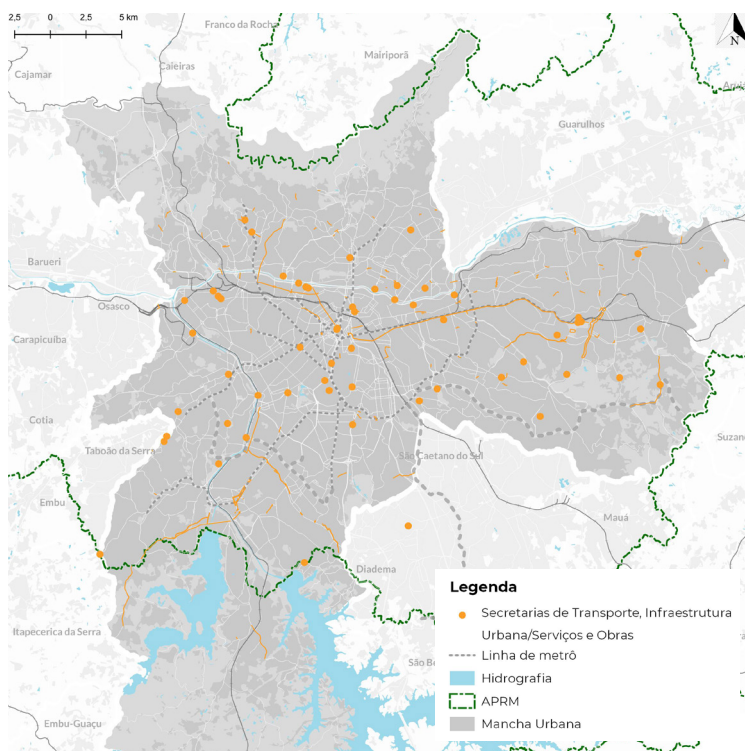 2,5 0 2,5 5 km
Franco da Rocha
N
Mairiporã
Caieiras
Cajamar
Guarulhos
Barueri
Osasco
Carapicuíba
Cotia
Taboão da Serra
São Caetano do Sul
Suzano
Embu
Mauá
Diadema
Itapecerica da Serra
Embu-Guaçu
Legenda
Secretarias de Transporte, Infraestrutura
Urbana/Serviços e Obras
Linha de metrô
Hidrografia
APRM
Mancha Urbana